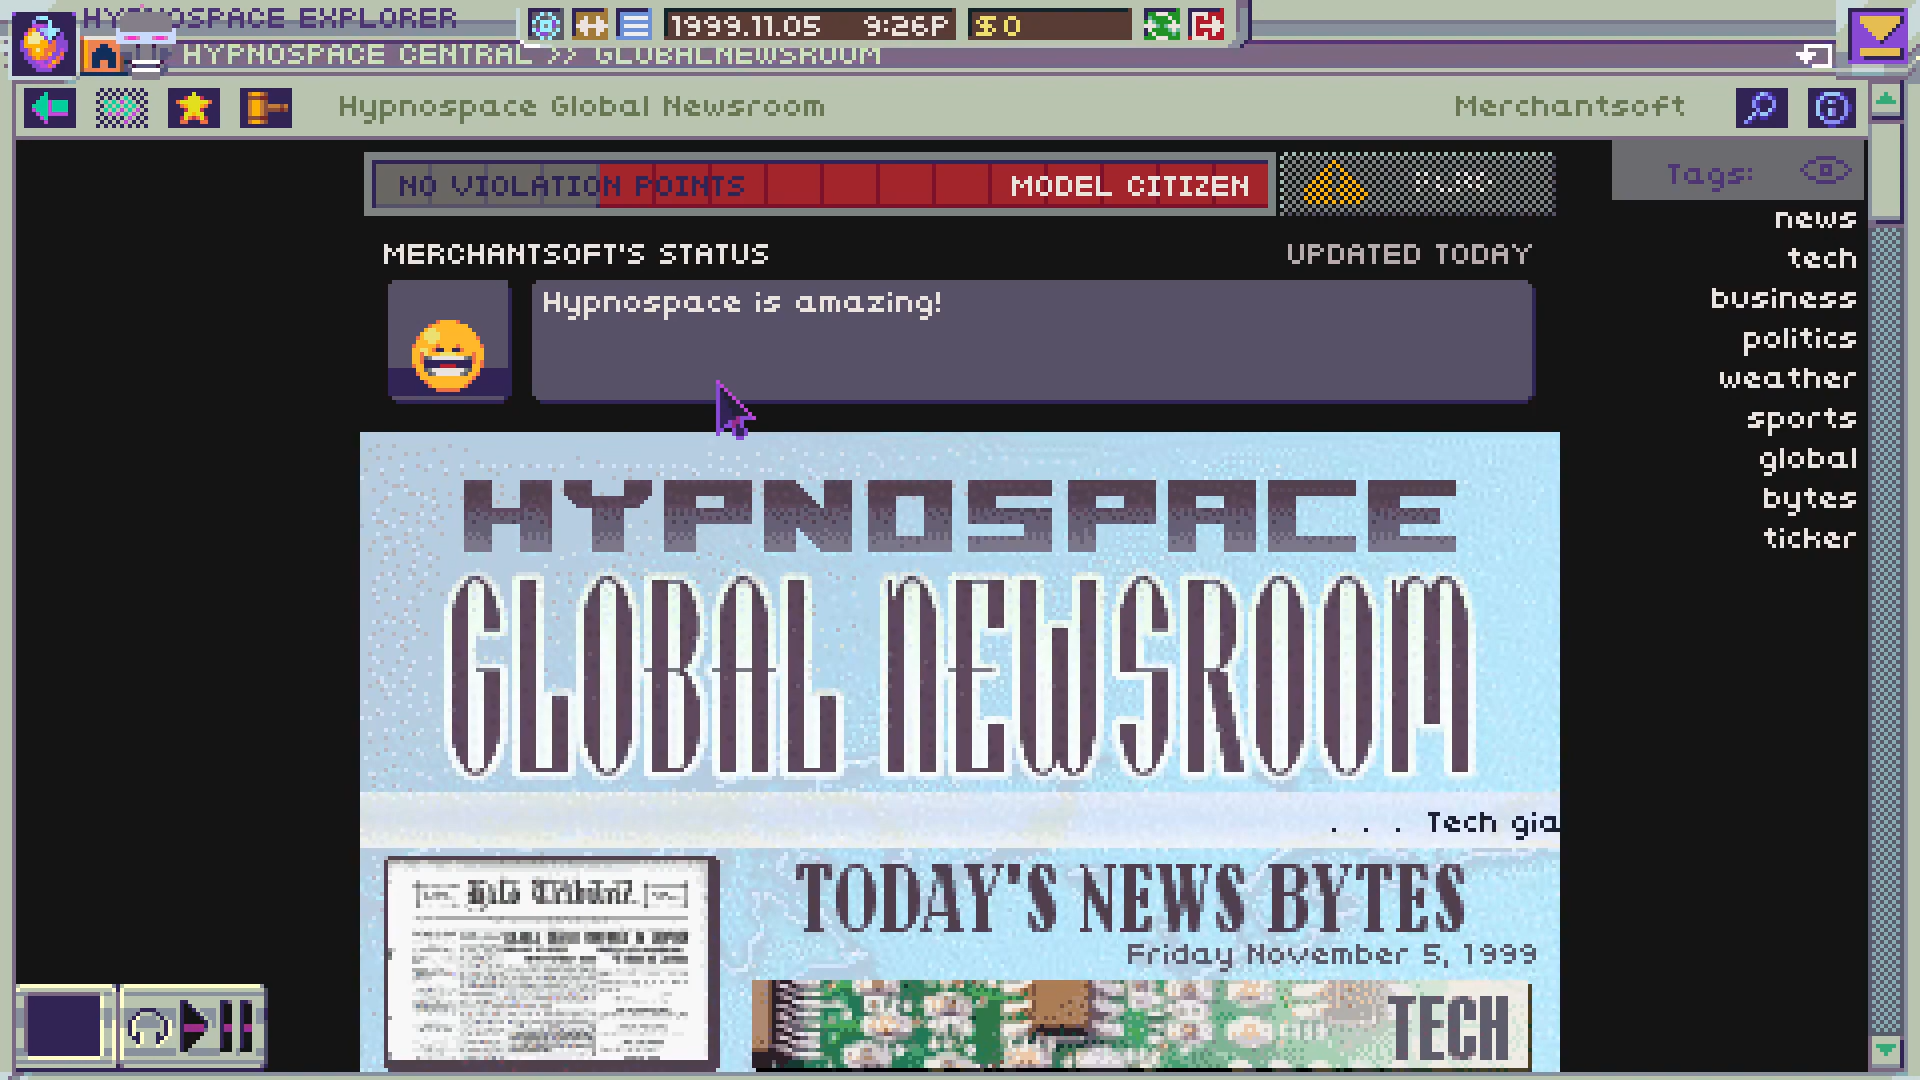 HYPNOSPACE EXPLORER
1999.11.05 9:26P 0
HYPNOSPACE CENTRAL >> GLOBALNEWSROOM
Hypnospace Global Newsroom Merchantsoft
NO VIOLATION POINTS MODEL CITIZEN
Tags:
news
tech
business
politics
weather
sports
global
bytes
ticker
MERCHANTSOFT'S STATUS UPDATED TODAY
Hypnospace is amazing!
HYPNOSPACE
GLOBAL NEWSROOM
. . . Tech gia
TODAY'S NEWS BYTES
Friday November 5, 1999
TECH